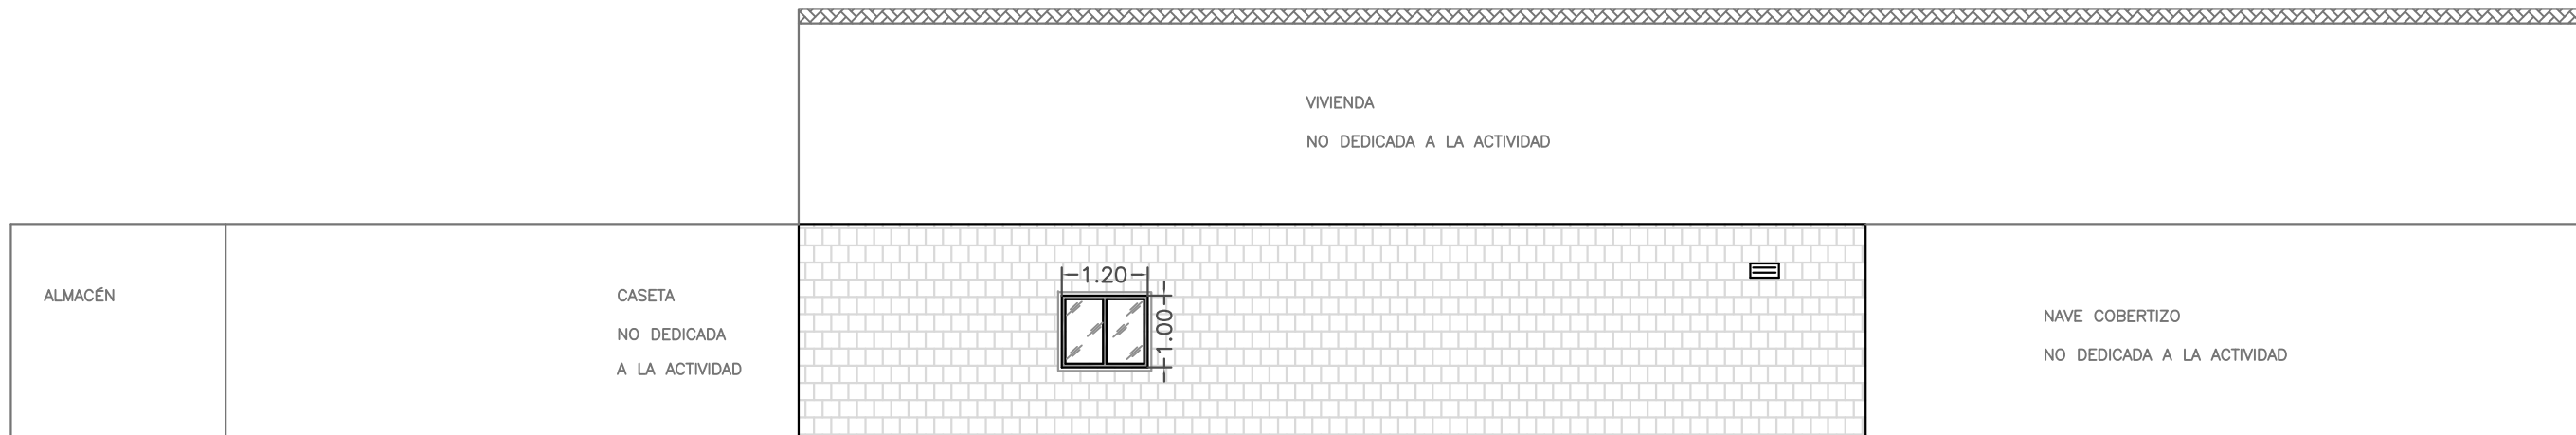 VIVIENDA
NO DEDICADA A LA ACTIVIDAD
ALMACÉN
CASETA
NO DEDICADA
A LA ACTIVIDAD
1.20
1.00
NAVE COBERTIZO
NO DEDICADA A LA ACTIVIDAD